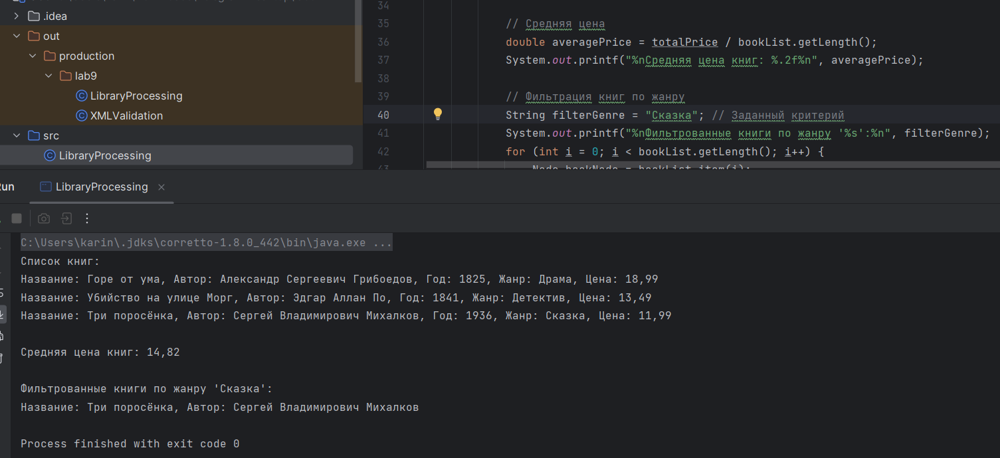 .idea
out
production
lab9
LibraryProcessing
XMLValidation
src
LibraryProcessing
34
35 // Средняя цена
36 double averagePrice = totalPrice / bookList.getLength();
37 System.out.printf("%nСредняя цена книг: %.2f%n", averagePrice);
38
39 // Фильтрация книг по жанру
40 String filterGenre = "Сказка"; // Заданный критерий
41 System.out.printf("%nФильтрованные книги по жанру '%s':%n", filterGenre);
42 for (int i = 0; i < bookList.getLength(); i++) {
43 Node bookNode = bookList.item(i);
LibraryProcessing
C:\Users\karin\.jdks\corretto-1.8.0_442\bin\java.exe ...
Список книг:
Название: Горе от ума, Автор: Александр Сергеевич Грибоедов, Год: 1825, Жанр: Драма, Цена: 18,99
Название: Убийство на улице Морг, Автор: Эдгар Аллан По, Год: 1841, Жанр: Детектив, Цена: 13,49
Название: Три поросёнка, Автор: Сергей Владимирович Михалков, Год: 1936, Жанр: Сказка, Цена: 11,99
Средняя цена книг: 14,82
Фильтрованные книги по жанру 'Сказка':
Название: Три поросёнка, Автор: Сергей Владимирович Михалков
Process finished with exit code 0